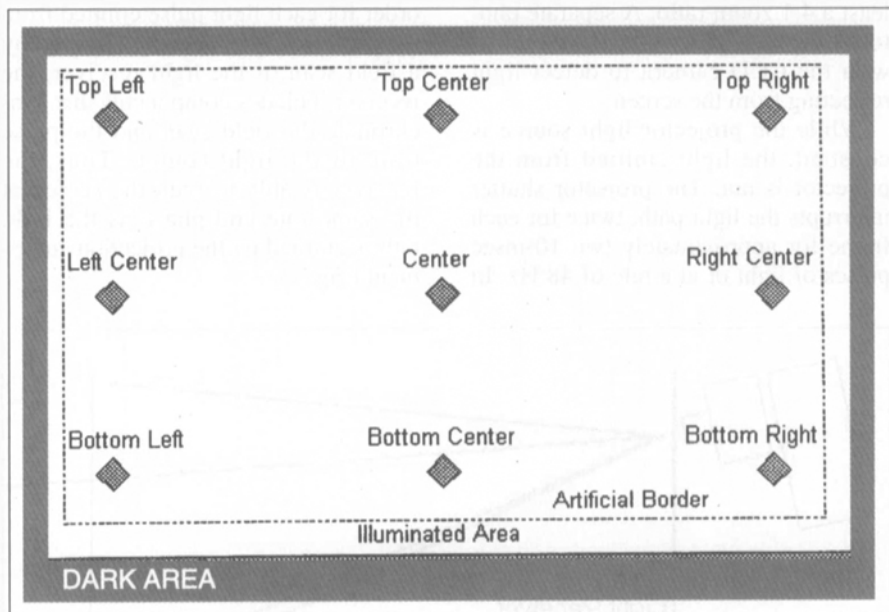 Top Left Top Center Top Right
Left Center Center Right Center
Bottom Left Bottom Center Bottom Right
Artificial Border
Illuminated Area
DARK AREA